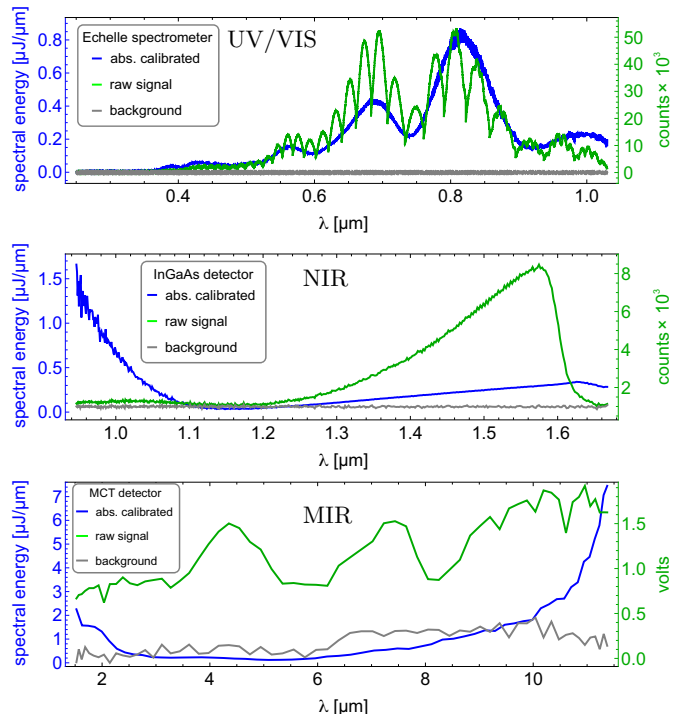 Echelle spectrometer
abs. calibrated
raw signal
background
UV/VIS
spectral energy [µJ/µm]
0.8
0.6
0.4
0.2
0.0
50
40
30
20
10
0
counts × 10³
0.4 0.6 0.8 1.0
λ [µm]
InGaAs detector
abs. calibrated
raw signal
background
NIR
spectral energy [µJ/µm]
1.5
1.0
0.5
0.0
8
6
4
2
counts × 10³
1.0 1.1 1.2 1.3 1.4 1.5 1.6
λ [µm]
MCT detector
abs. calibrated
raw signal
background
MIR
spectral energy [µJ/µm]
7
6
5
4
3
2
1
0
1.5
1.0
0.5
0.0
volts
2 4 6 8 10
λ [µm]